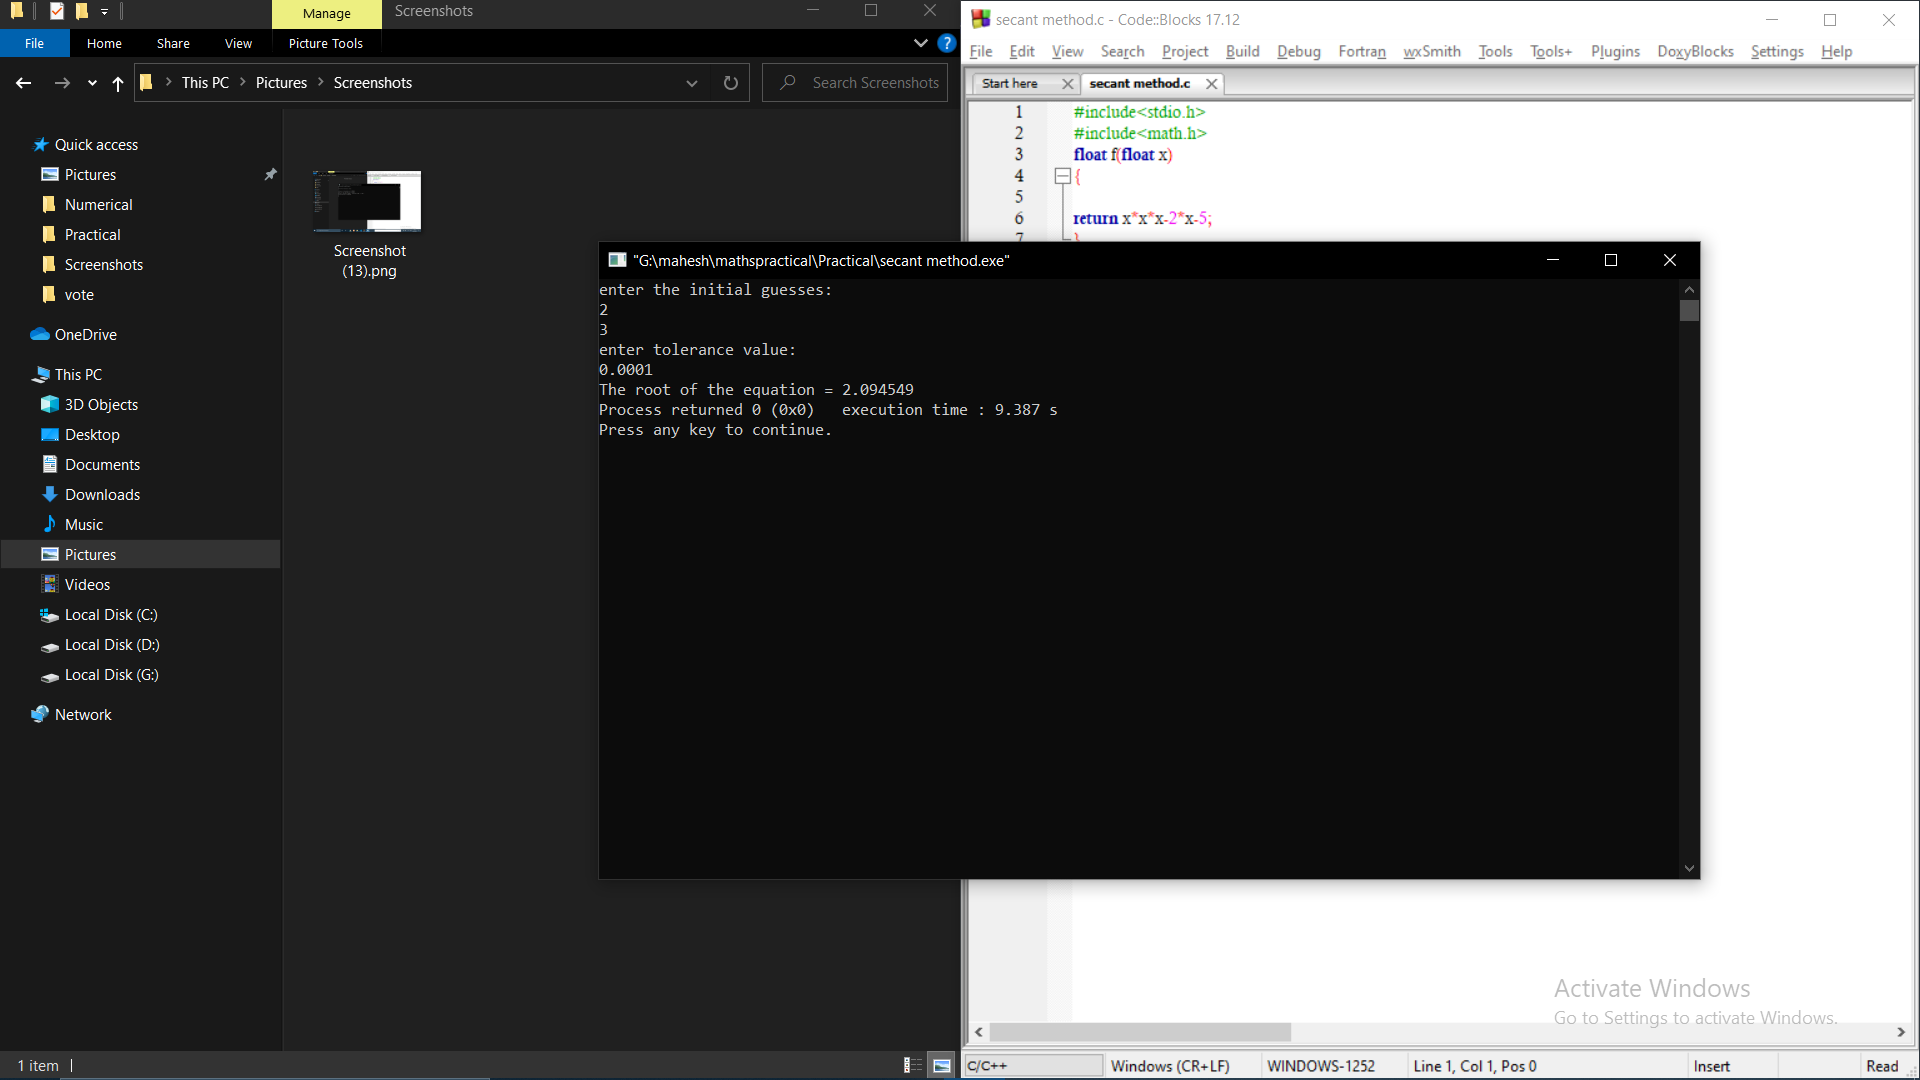 Manage
Screenshots
File
Home
Share
View
Picture Tools
This PC
Pictures
Screenshots
Search Screenshots
Quick access
Pictures
Numerical
Practical
Screenshots
vote
OneDrive
This PC
3D Objects
Desktop
Documents
Downloads
Music
Pictures
Videos
Local Disk (C:)
Local Disk (D:)
Local Disk (G:)
Network
Screenshot
(13).png
1 item
secant method.c - Code::Blocks 17.12
File Edit View Search Project Build Debug Fortran wxSmith Tools Tools+ Plugins DoxyBlocks Settings Help
Start here
secant method.c
1 #include<stdio.h>
2 #include<math.h>
3 float f(float x)
4 {
5
6 return x*x*x-2*x-5;
7 }
"G:\mahesh\mathspractical\Practical\secant method.exe"
enter the initial guesses:
2
3
enter tolerance value:
0.0001
The root of the equation = 2.094549
Process returned 0 (0x0)   execution time : 9.387 s
Press any key to continue.
Activate Windows
Go to Settings to activate Windows.
C/C++
Windows (CR+LF)
WINDOWS-1252
Line 1, Col 1, Pos 0
Insert
Read